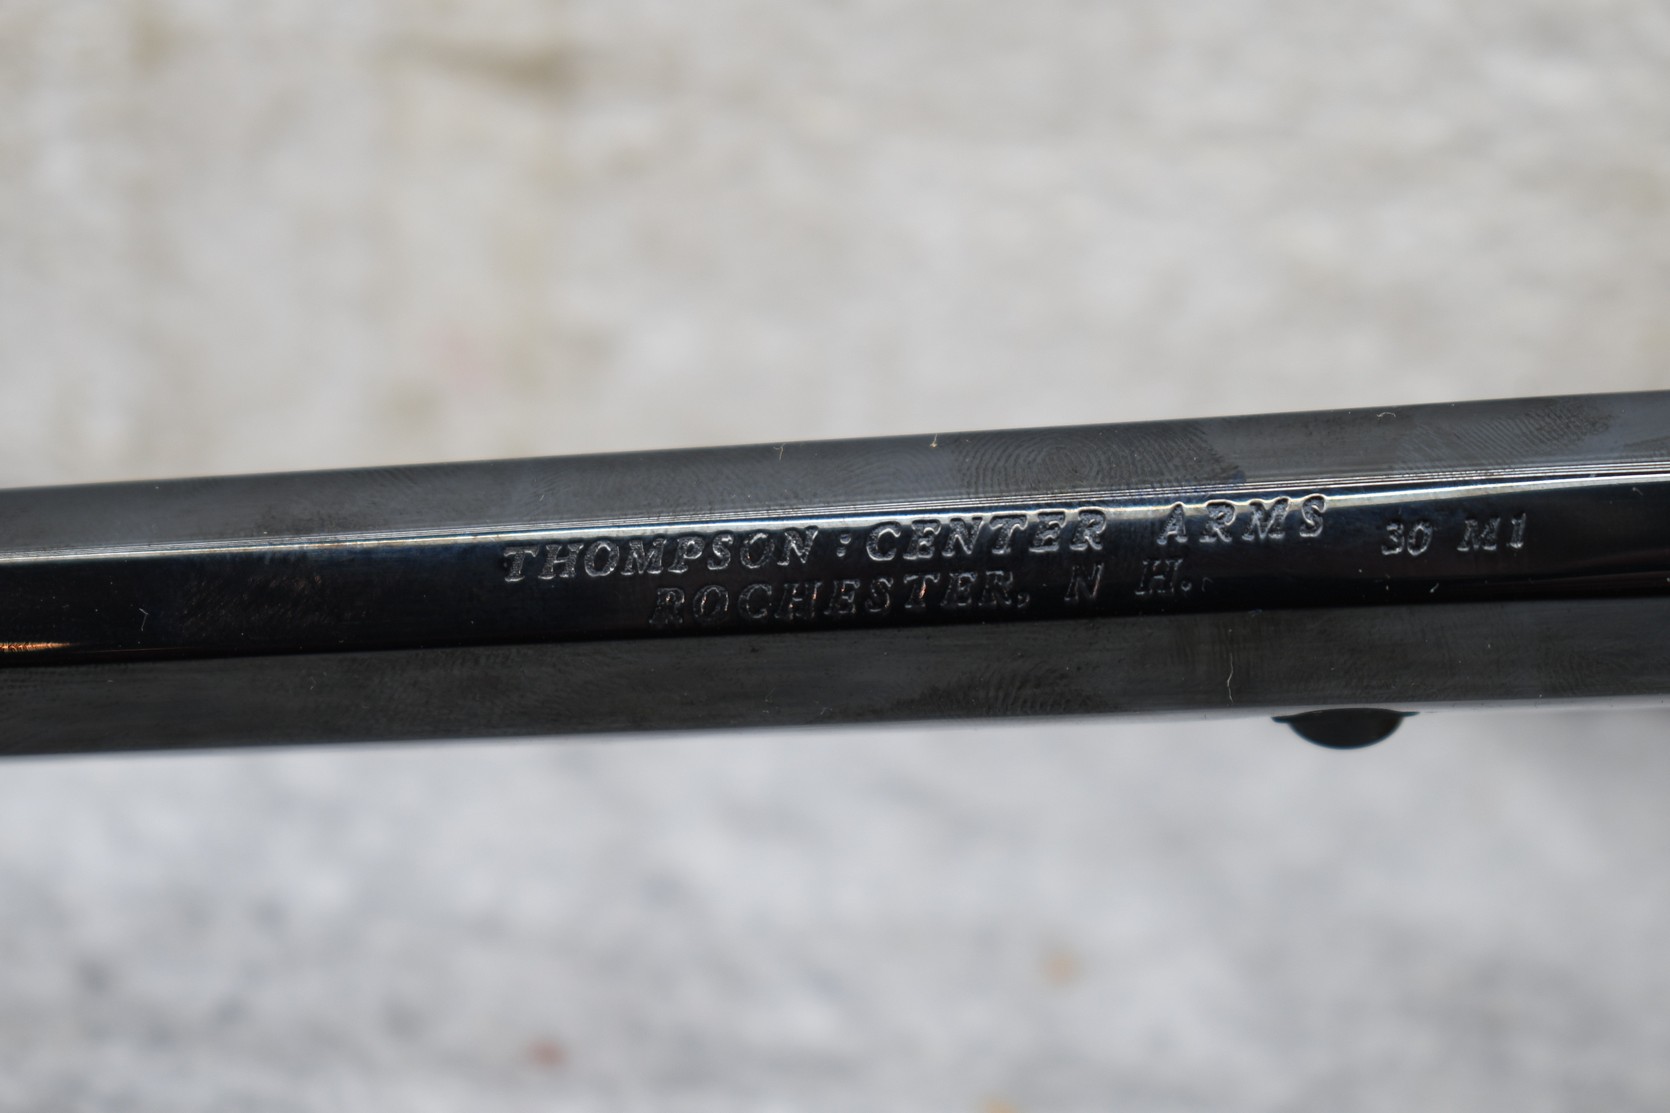 THOMPSON:CENTER ARMS 30 M1
ROCHESTER, N H.